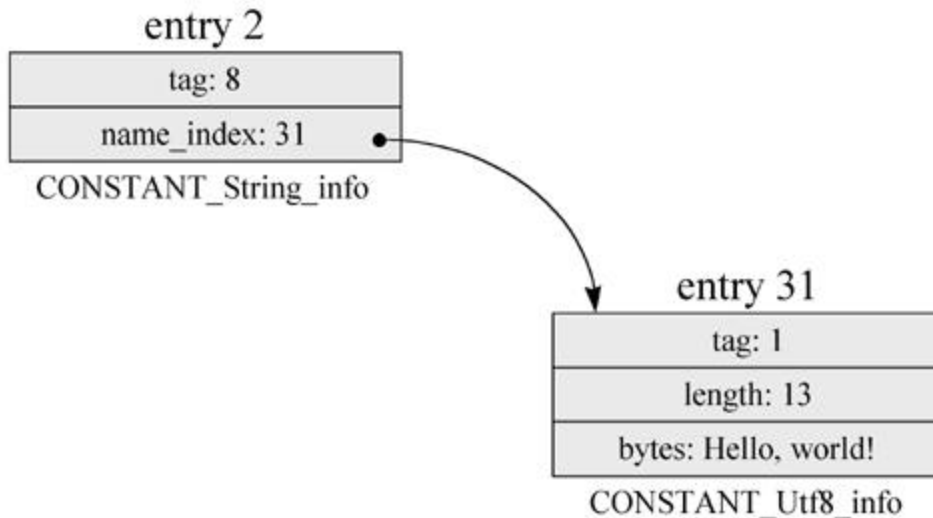 entry 2
tag: 8
name_index: 31
CONSTANT_String_info
entry 31
tag: 1
length: 13
bytes: Hello, world!
CONSTANT_Utf8_info